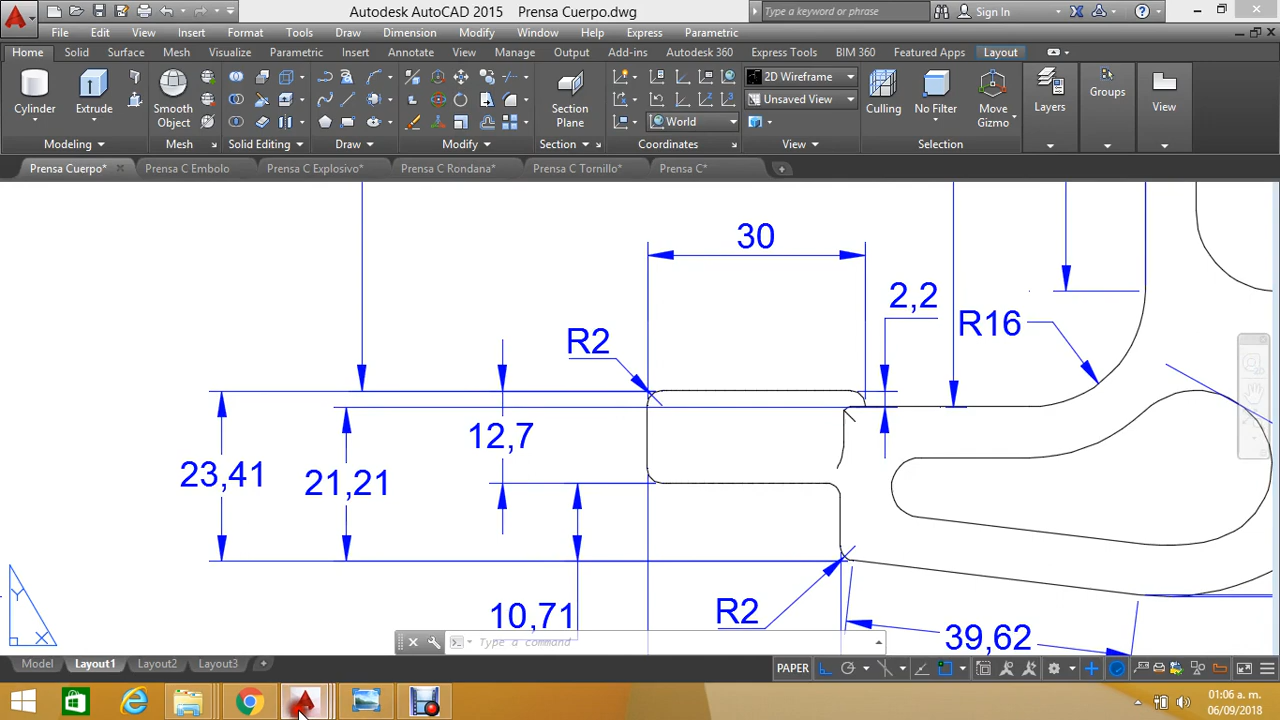 Autodesk AutoCAD 2015 Prensa Cuerpo.dwg
Type a keyword or phrase
Sign In
File Edit View Insert Format Tools Draw Dimension Modify Window Help Express Parametric
Home Solid Surface Mesh Visualize Parametric Insert Annotate View Manage Output Add-ins Autodesk 360 Express Tools BIM 360 Featured Apps Layout
2D Wireframe
Unsaved View
World
Cylinder Extrude Smooth Object Section Plane Culling No Filter Move Gizmo Layers Groups View
Modeling Mesh Solid Editing Draw Modify Section Coordinates View Selection
Prensa Cuerpo* Prensa C Embolo Prensa C Explosivo* Prensa C Rondana* Prensa C Tornillo* Prensa C*
30
2,2
R16
R2
12,7
23,41
21,21
10,71
R2
39,62
Y
X
Type a command
Model Layout1 Layout2 Layout3 +
PAPER
01:06 a. m.
06/09/2018